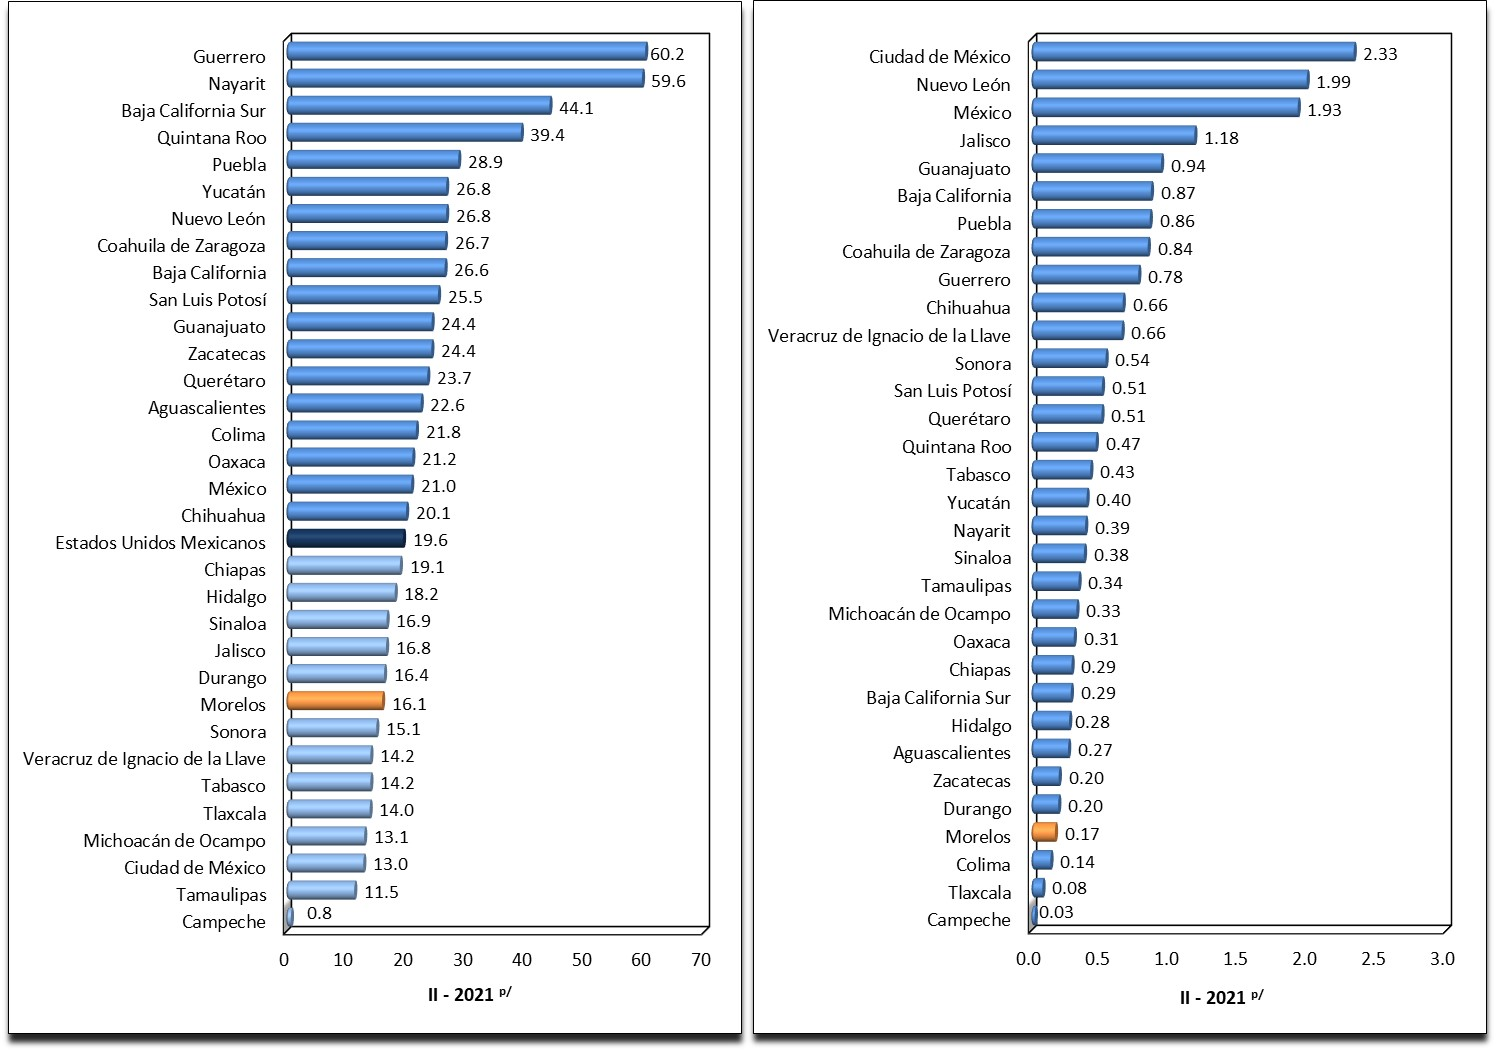 Guerrero 60.2
Nayarit 59.6
Baja California Sur 44.1
Quintana Roo 39.4
Puebla 28.9
Yucatán 26.8
Nuevo León 26.8
Coahuila de Zaragoza 26.7
Baja California 26.6
San Luis Potosí 25.5
Guanajuato 24.4
Zacatecas 24.4
Querétaro 23.7
Aguascalientes 22.6
Colima 21.8
Oaxaca 21.2
México 21.0
Chihuahua 20.1
Estados Unidos Mexicanos 19.6
Chiapas 19.1
Hidalgo 18.2
Sinaloa 16.9
Jalisco 16.8
Durango 16.4
Morelos 16.1
Sonora 15.1
Veracruz de Ignacio de la Llave 14.2
Tabasco 14.2
Tlaxcala 14.0
Michoacán de Ocampo 13.1
Ciudad de México 13.0
Tamaulipas 11.5
Campeche 0.8
0 10 20 30 40 50 60 70
II - 2021 p/
Ciudad de México 2.33
Nuevo León 1.99
México 1.93
Jalisco 1.18
Guanajuato 0.94
Baja California 0.87
Puebla 0.86
Coahuila de Zaragoza 0.84
Guerrero 0.78
Chihuahua 0.66
Veracruz de Ignacio de la Llave 0.66
Sonora 0.54
San Luis Potosí 0.51
Querétaro 0.51
Quintana Roo 0.47
Tabasco 0.43
Yucatán 0.40
Nayarit 0.39
Sinaloa 0.38
Tamaulipas 0.34
Michoacán de Ocampo 0.33
Oaxaca 0.31
Chiapas 0.29
Baja California Sur 0.29
Hidalgo 0.28
Aguascalientes 0.27
Zacatecas 0.20
Durango 0.20
Morelos 0.17
Colima 0.14
Tlaxcala 0.08
Campeche 0.03
0.0 0.5 1.0 1.5 2.0 2.5 3.0
II - 2021 p/